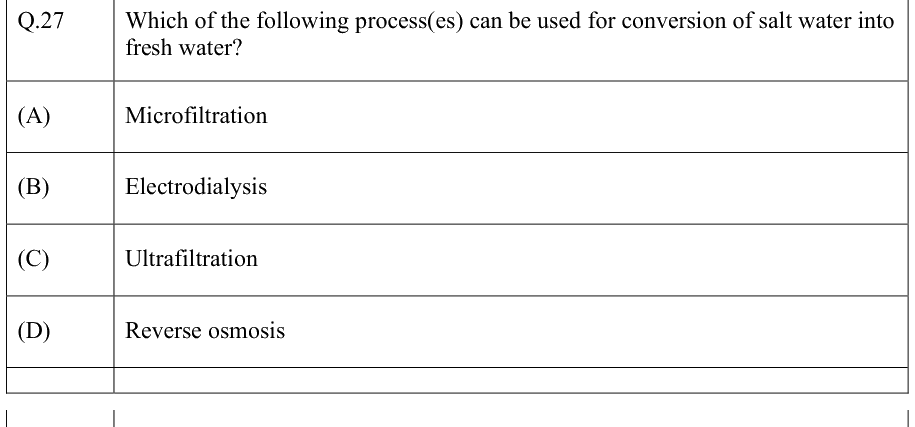 Q.27 Which of the following process(es) can be used for conversion of salt water into
fresh water?
(A) Microfiltration
(B) Electrodialysis
(C) Ultrafiltration
(D) Reverse osmosis